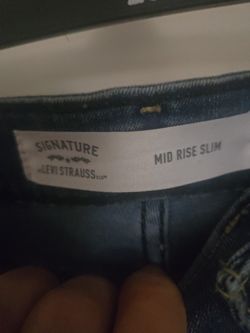 SIGNATURE
LEVI STRAUSS
MID RISE SLIM